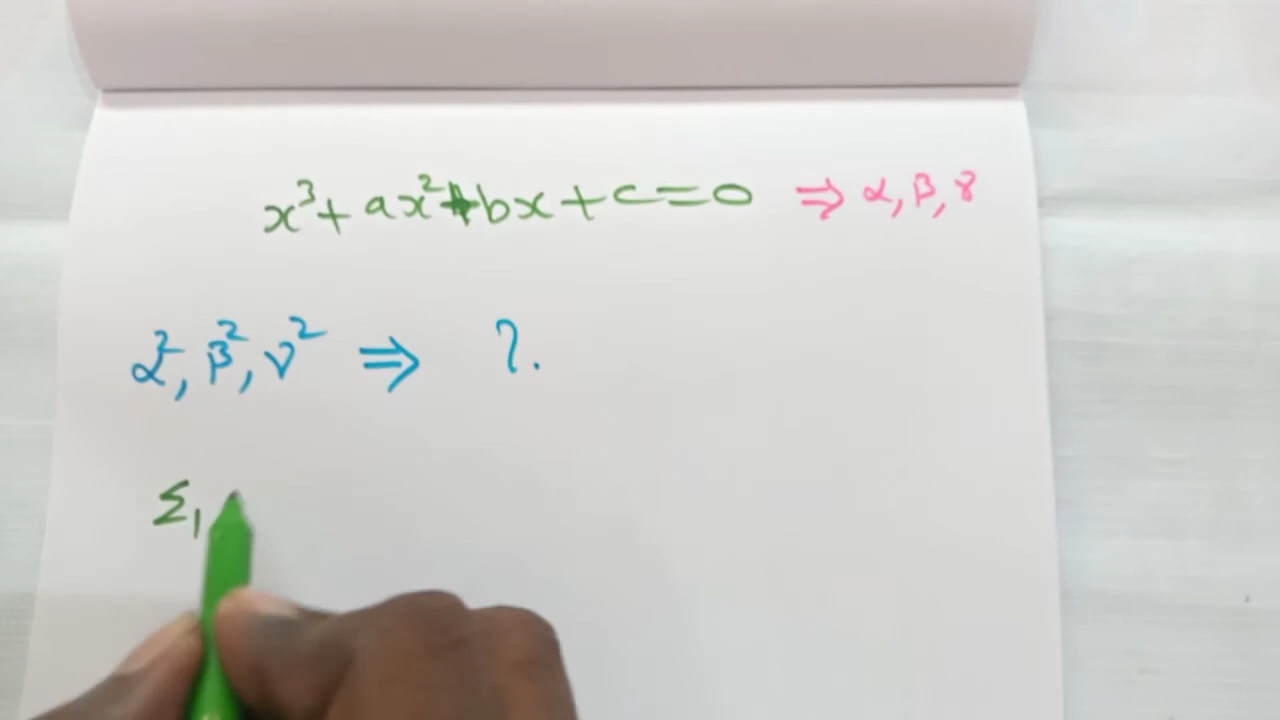 x³+ ax²+bx+c=0 ⇒ α, β, γ
α², β², γ² ⇒ ?.
Σ₁